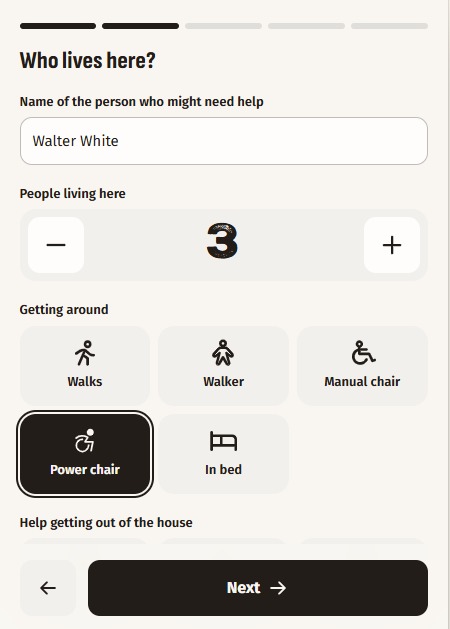 Who lives here?
Name of the person who might need help
Walter White
People living here
3
Getting around
Walks
Walker
Manual chair
Power chair
In bed
Help getting out of the house
Next